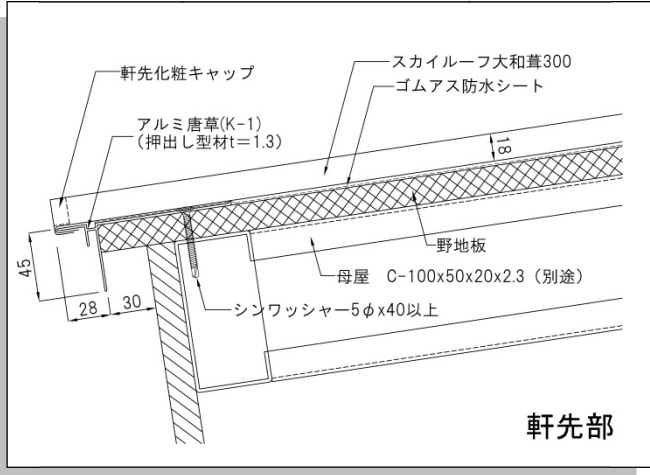 スカイルーフ大和葺300
軒先化粧キャップ
ゴムアス防水シート
アルミ唐草(K-1)
(押出し型材t=1.3)
18
野地板
45
母屋 C-100x50x20x2.3 (別途)
28
30
シンワッシャー5φx40以上
軒先部